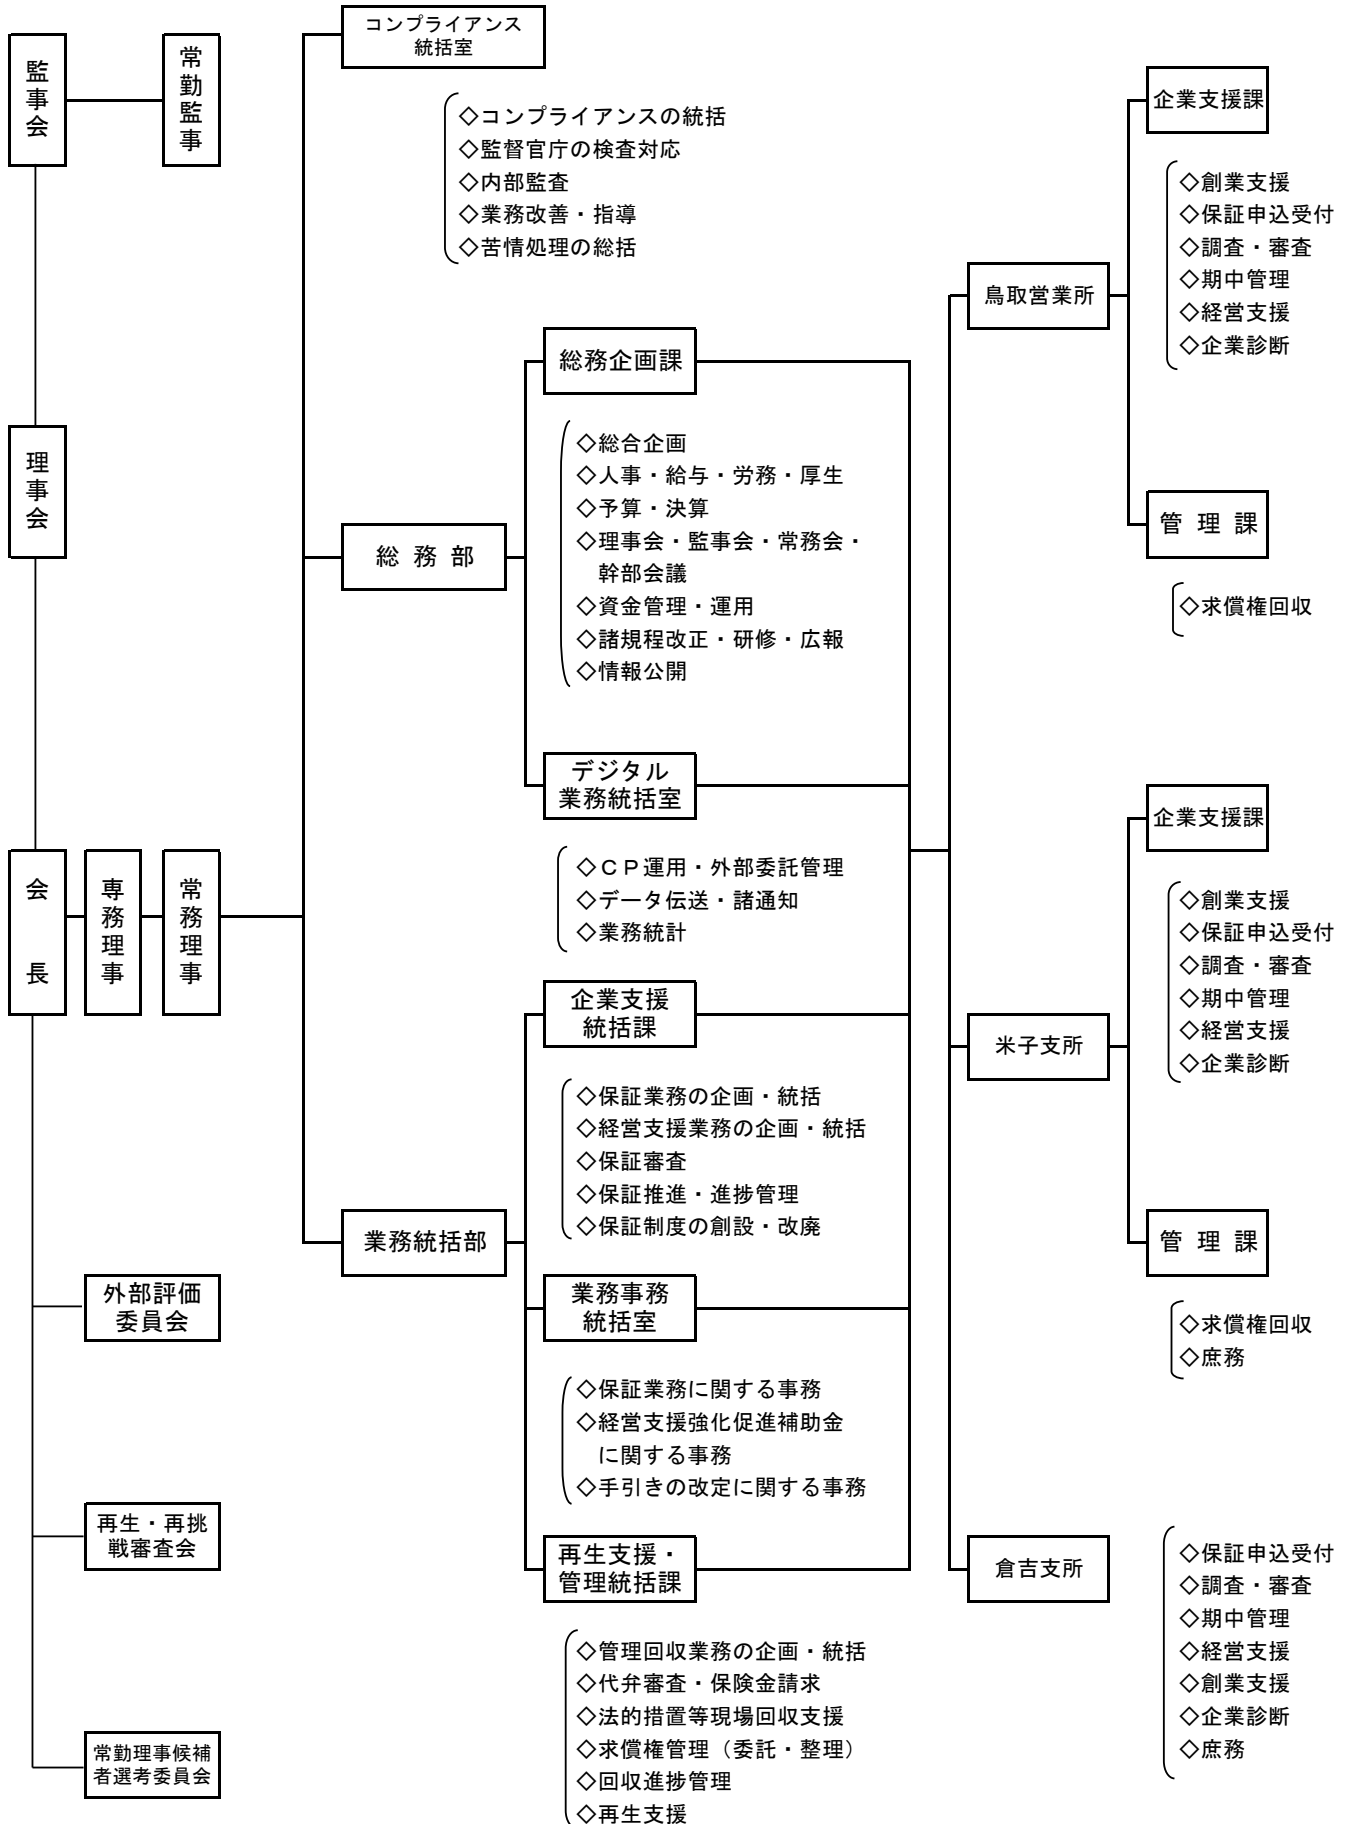 監事会
常勤監事
理事会
会長
専務理事
常務理事
外部評価
委員会
再生・再挑
戦審査会
常勤理事候補
者選考委員会
コンプライアンス
統括室
◇コンプライアンスの統括
◇監督官庁の検査対応
◇内部監査
◇業務改善・指導
◇苦情処理の総括
総務部
総務企画課
◇総合企画
◇人事・給与・労務・厚生
◇予算・決算
◇理事会・監事会・常務会・
幹部会議
◇資金管理・運用
◇諸規程改正・研修・広報
◇情報公開
デジタル
業務統括室
◇ＣＰ運用・外部委託管理
◇データ伝送・諸通知
◇業務統計
業務統括部
企業支援
統括課
◇保証業務の企画・統括
◇経営支援業務の企画・統括
◇保証審査
◇保証推進・進捗管理
◇保証制度の創設・改廃
業務事務
統括室
◇保証業務に関する事務
◇経営支援強化促進補助金
に関する事務
◇手引きの改定に関する事務
再生支援・
管理統括課
◇管理回収業務の企画・統括
◇代弁審査・保険金請求
◇法的措置等現場回収支援
◇求償権管理（委託・整理）
◇回収進捗管理
◇再生支援
鳥取営業所
企業支援課
◇創業支援
◇保証申込受付
◇調査・審査
◇期中管理
◇経営支援
◇企業診断
管理課
◇求償権回収
米子支所
企業支援課
◇創業支援
◇保証申込受付
◇調査・審査
◇期中管理
◇経営支援
◇企業診断
管理課
◇求償権回収
◇庶務
倉吉支所
◇保証申込受付
◇調査・審査
◇期中管理
◇経営支援
◇創業支援
◇企業診断
◇庶務